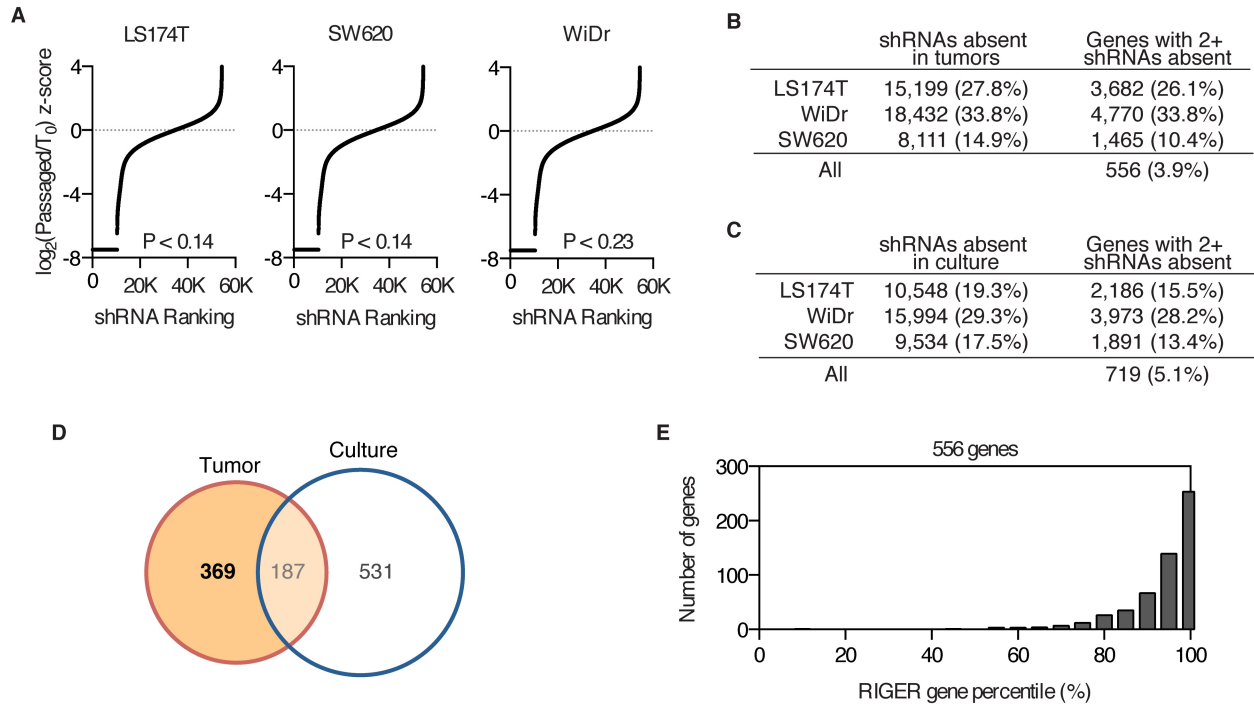 A
LS174T
SW620
WiDr
log2(Passaged/T0) z-score
4
0
-4
-8
P < 0.14
0 20K 40K 60K
4
0
-4
-8
P < 0.14
0 20K 40K 60K
4
0
-4
-8
P < 0.23
0 20K 40K 60K
shRNA Ranking
shRNA Ranking
shRNA Ranking
B
shRNAs absent in tumors
Genes with 2+ shRNAs absent
LS174T 15,199 (27.8%) 3,682 (26.1%)
WiDr 18,432 (33.8%) 4,770 (33.8%)
SW620 8,111 (14.9%) 1,465 (10.4%)
All 556 (3.9%)
C
shRNAs absent in culture
Genes with 2+ shRNAs absent
LS174T 10,548 (19.3%) 2,186 (15.5%)
WiDr 15,994 (29.3%) 3,973 (28.2%)
SW620 9,534 (17.5%) 1,891 (13.4%)
All 719 (5.1%)
D
Tumor
Culture
369
187
531
E
556 genes
Number of genes
300
200
100
0
0 20 40 60 80 100
RIGER gene percentile (%)